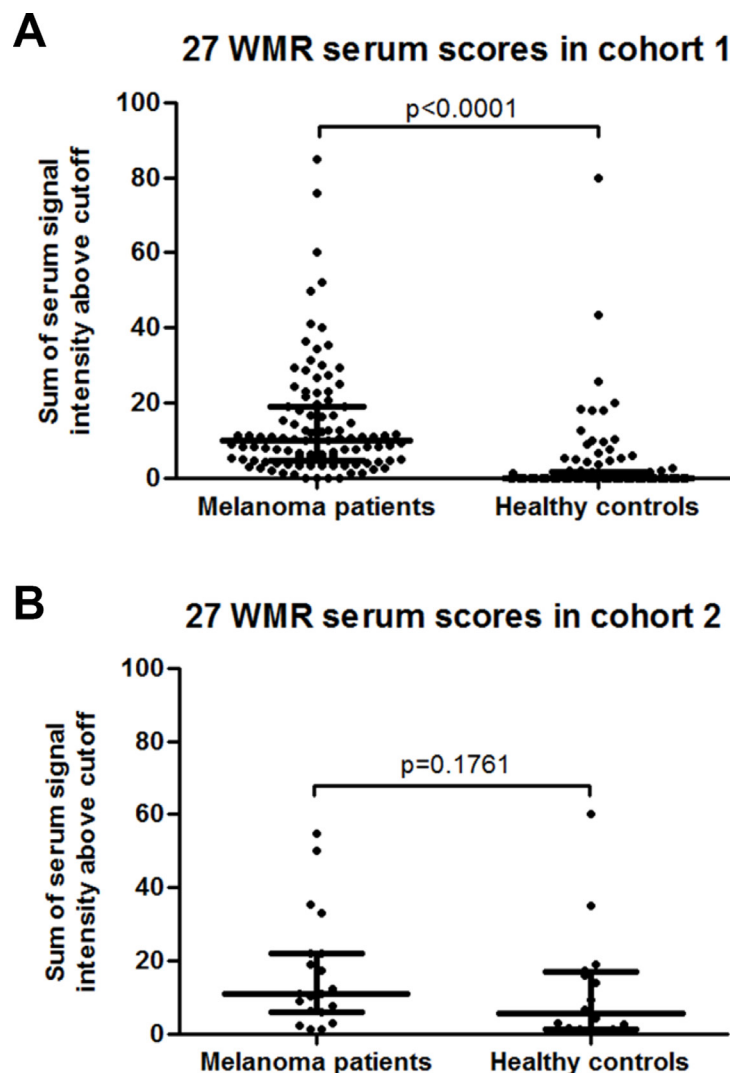 A
27 WMR serum scores in cohort 1
Sum of serum signal
intensity above cutoff
100
80
60
40
20
0
p<0.0001
Melanoma patients
Healthy controls
B
27 WMR serum scores in cohort 2
Sum of serum signal
intensity above cutoff
100
80
60
40
20
0
p=0.1761
Melanoma patients
Healthy controls